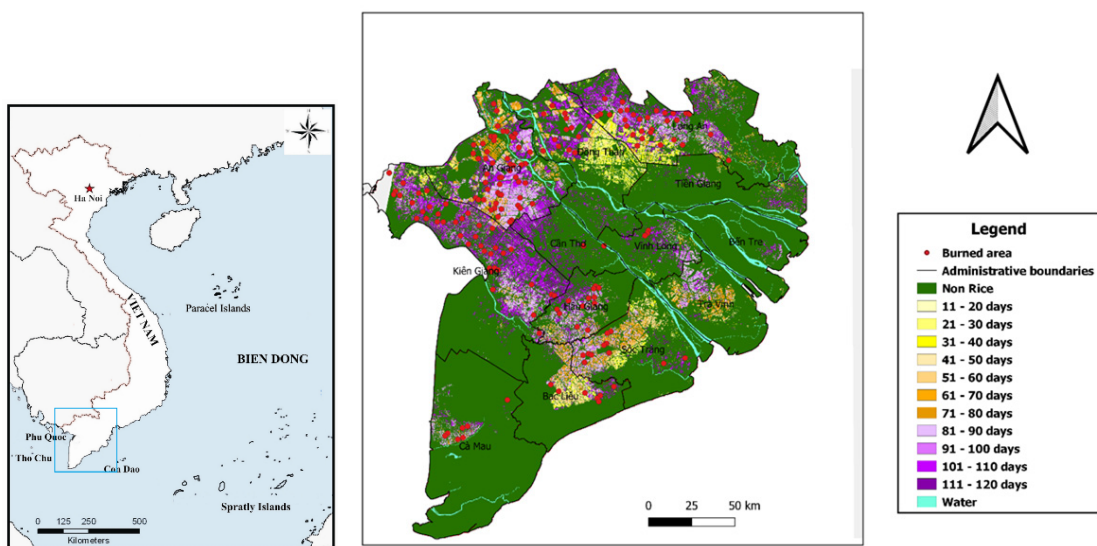 Ha Noi
VIET NAM
Paracel Islands
BIEN DONG
Phu Quoc
Tho Chu
Con Dao
Spratly Islands
0 125 250 500
Kilometers
Long An
Đồng Tháp
An Giang
Tiền Giang
Cần Thơ
Vĩnh Long
Bến Tre
Kiên Giang
Hậu Giang
Trà Vinh
Sóc Trăng
Bạc Liêu
Cà Mau
0 25 50 km
Legend
Burned area
Administrative boundaries
Non Rice
11 - 20 days
21 - 30 days
31 - 40 days
41 - 50 days
51 - 60 days
61 - 70 days
71 - 80 days
81 - 90 days
91 - 100 days
101 - 110 days
111 - 120 days
Water